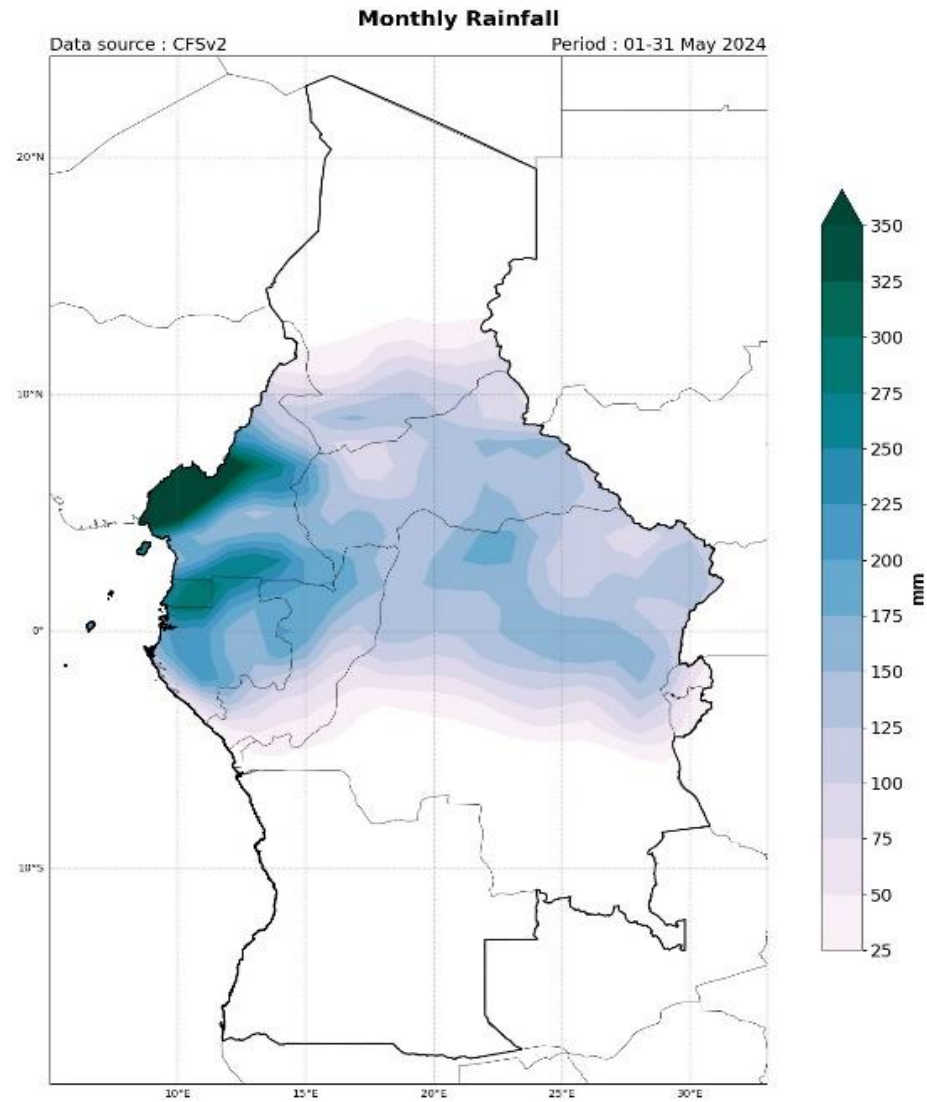 Monthly Rainfall
Data source : CFSv2 Period : 01-31 May 2024
20°N
10°N
0°
10°S
10°E 15°E 20°E 25°E 30°E
350
325
300
275
250
225
200
175
150
125
100
75
50
25
mm